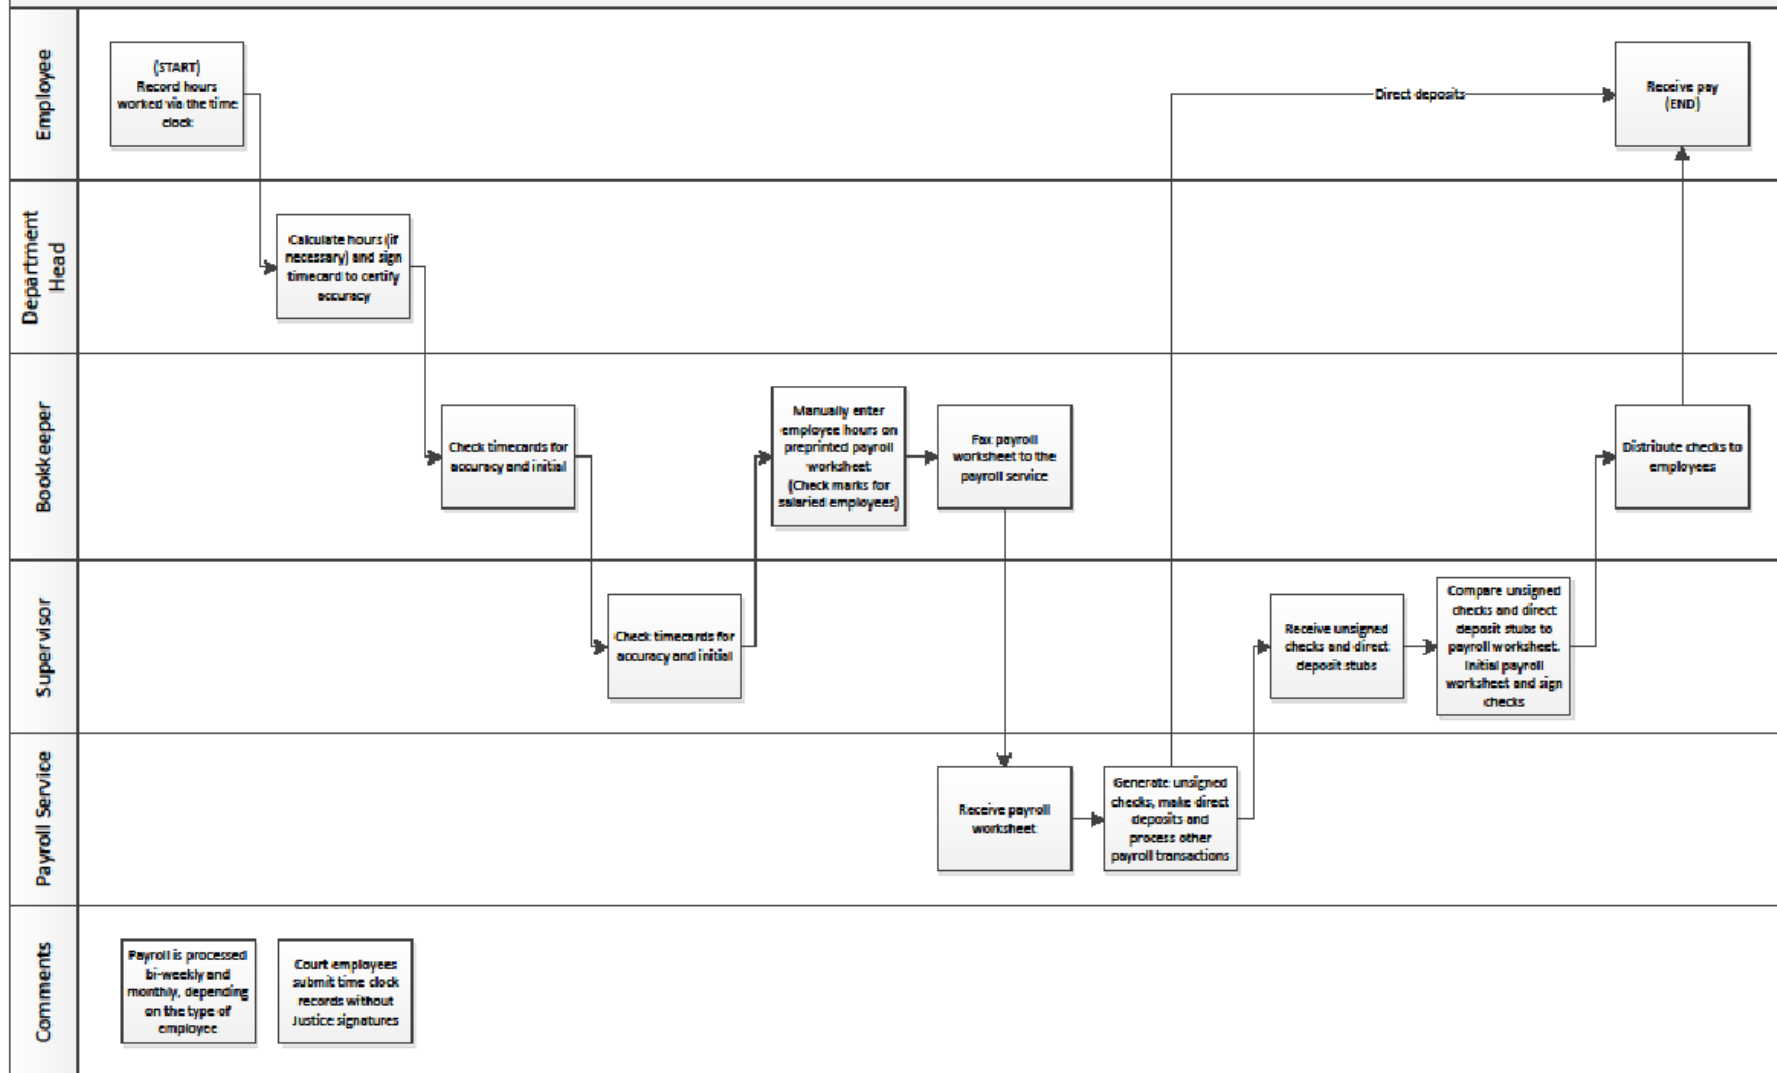 Employee
(START)
Record hours
worked via the time
clock
Direct deposits
Receive pay
(END)
Department
Head
Calculate hours (if
necessary) and sign
timecard to certify
accuracy
Bookkeeper
Check timecards for
accuracy and initial
Manually enter
employee hours on
preprinted payroll
worksheet
(Check marks for
salaried employees)
Fax payroll
worksheet to the
payroll service
Distribute checks to
employees
Supervisor
Check timecards for
accuracy and initial
Receive unsigned
checks and direct
deposit stubs
Compare unsigned
checks and direct
deposit stubs to
payroll worksheet.
Initial payroll
worksheet and sign
checks
Payroll Service
Receive payroll
worksheet
Generate unsigned
checks, make direct
deposits and
process other
payroll transactions
Comments
Payroll is processed
bi-weekly and
monthly, depending
on the type of
employee
Court employees
submit time clock
records without
Justice signatures